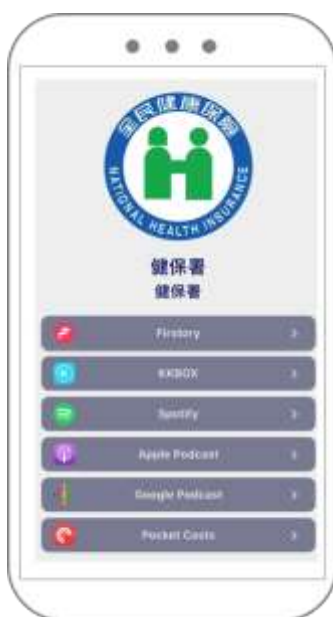 全民健康保險
NATIONAL HEALTH INSURANCE
健保署
健保署
Firstory
KKBOX
Spotify
Apple Podcast
Google Podcast
Pocket Casts